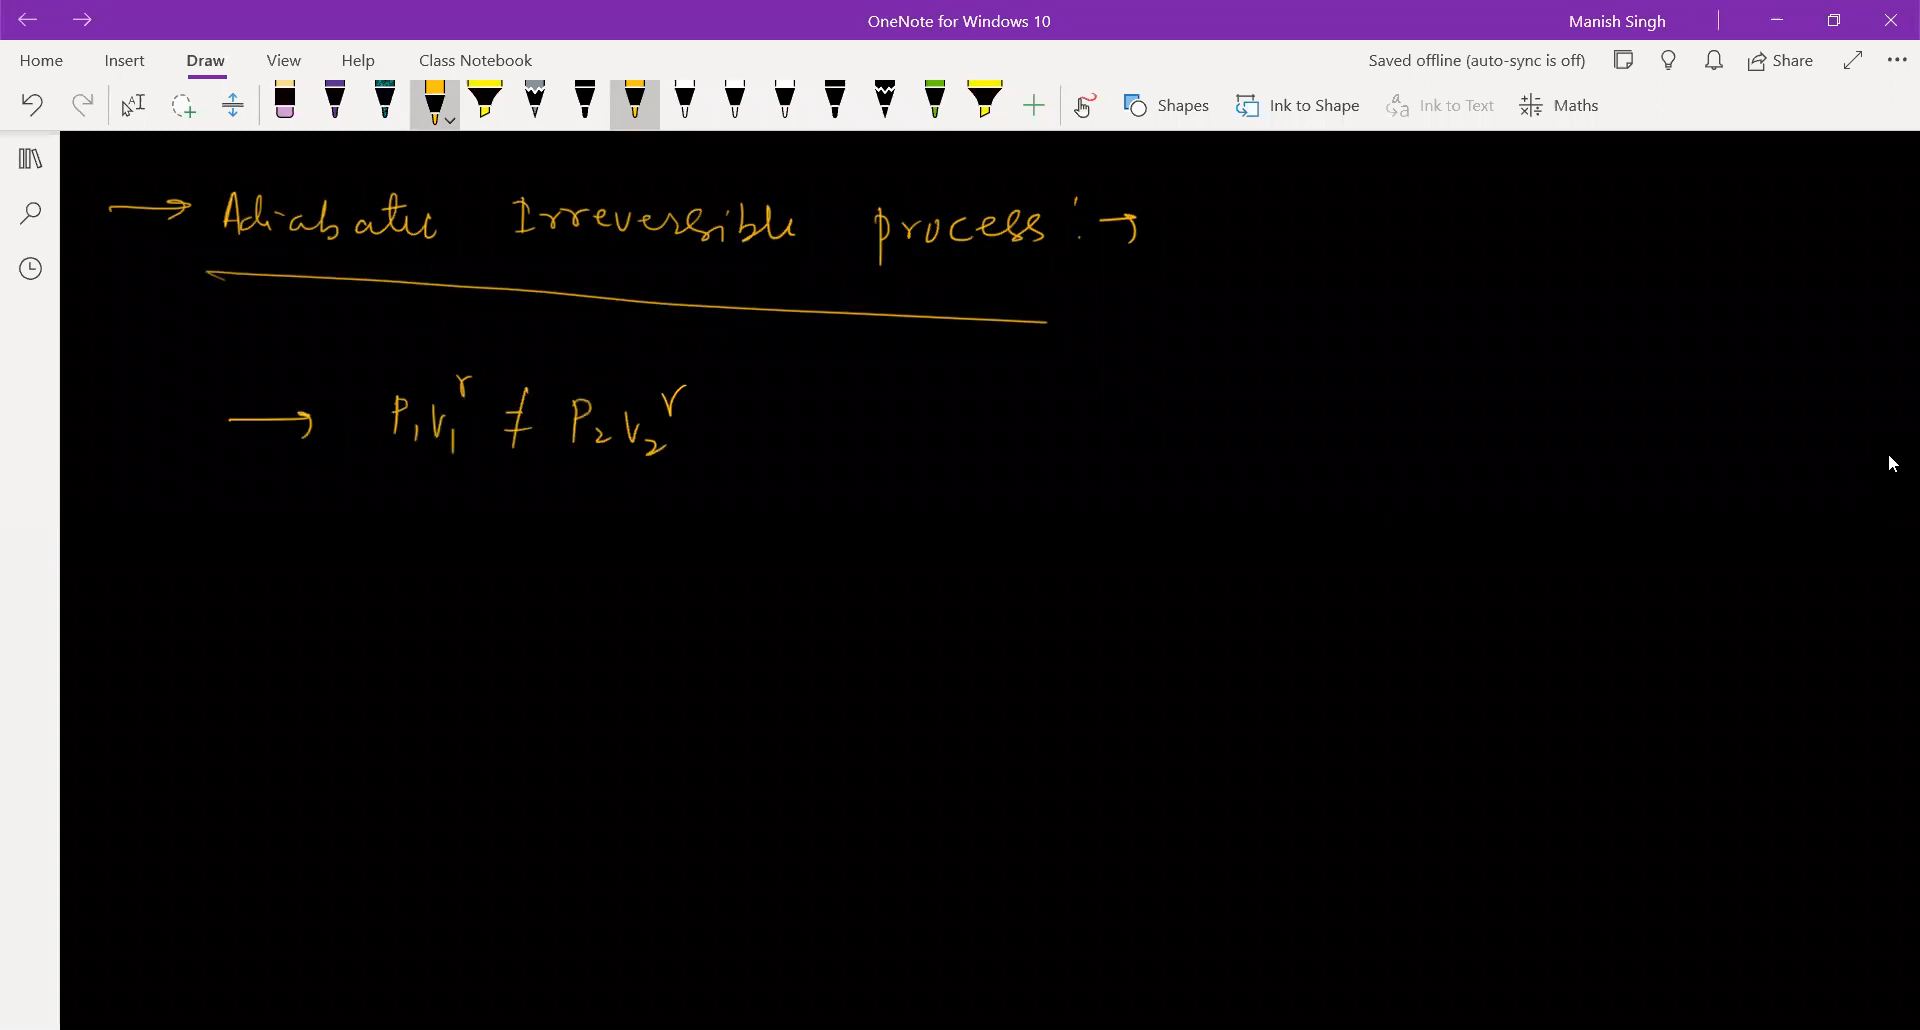 OneNote for Windows 10
Manish Singh
Home Insert Draw View Help Class Notebook
Saved offline (auto-sync is off) Share
Shapes Ink to Shape Ink to Text Maths
→ Adiabatic Irreversible process :→
→ P₁V₁^γ ≠ P₂V₂^γ